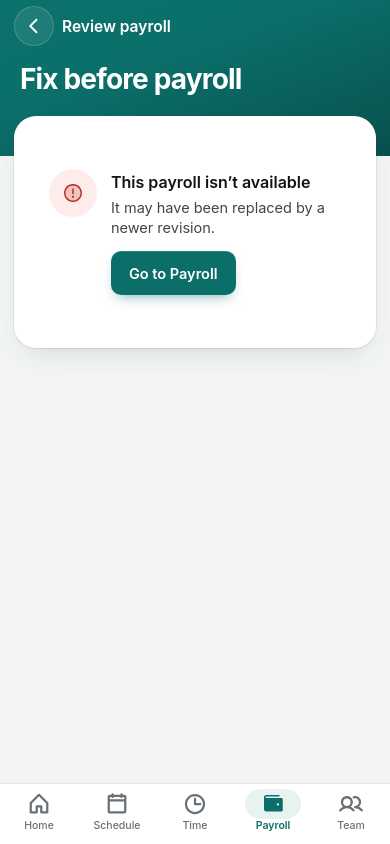 Review payroll
Fix before payroll
This payroll isn’t available
It may have been replaced by a
newer revision.
Go to Payroll
Home
Schedule
Time
Payroll
Team